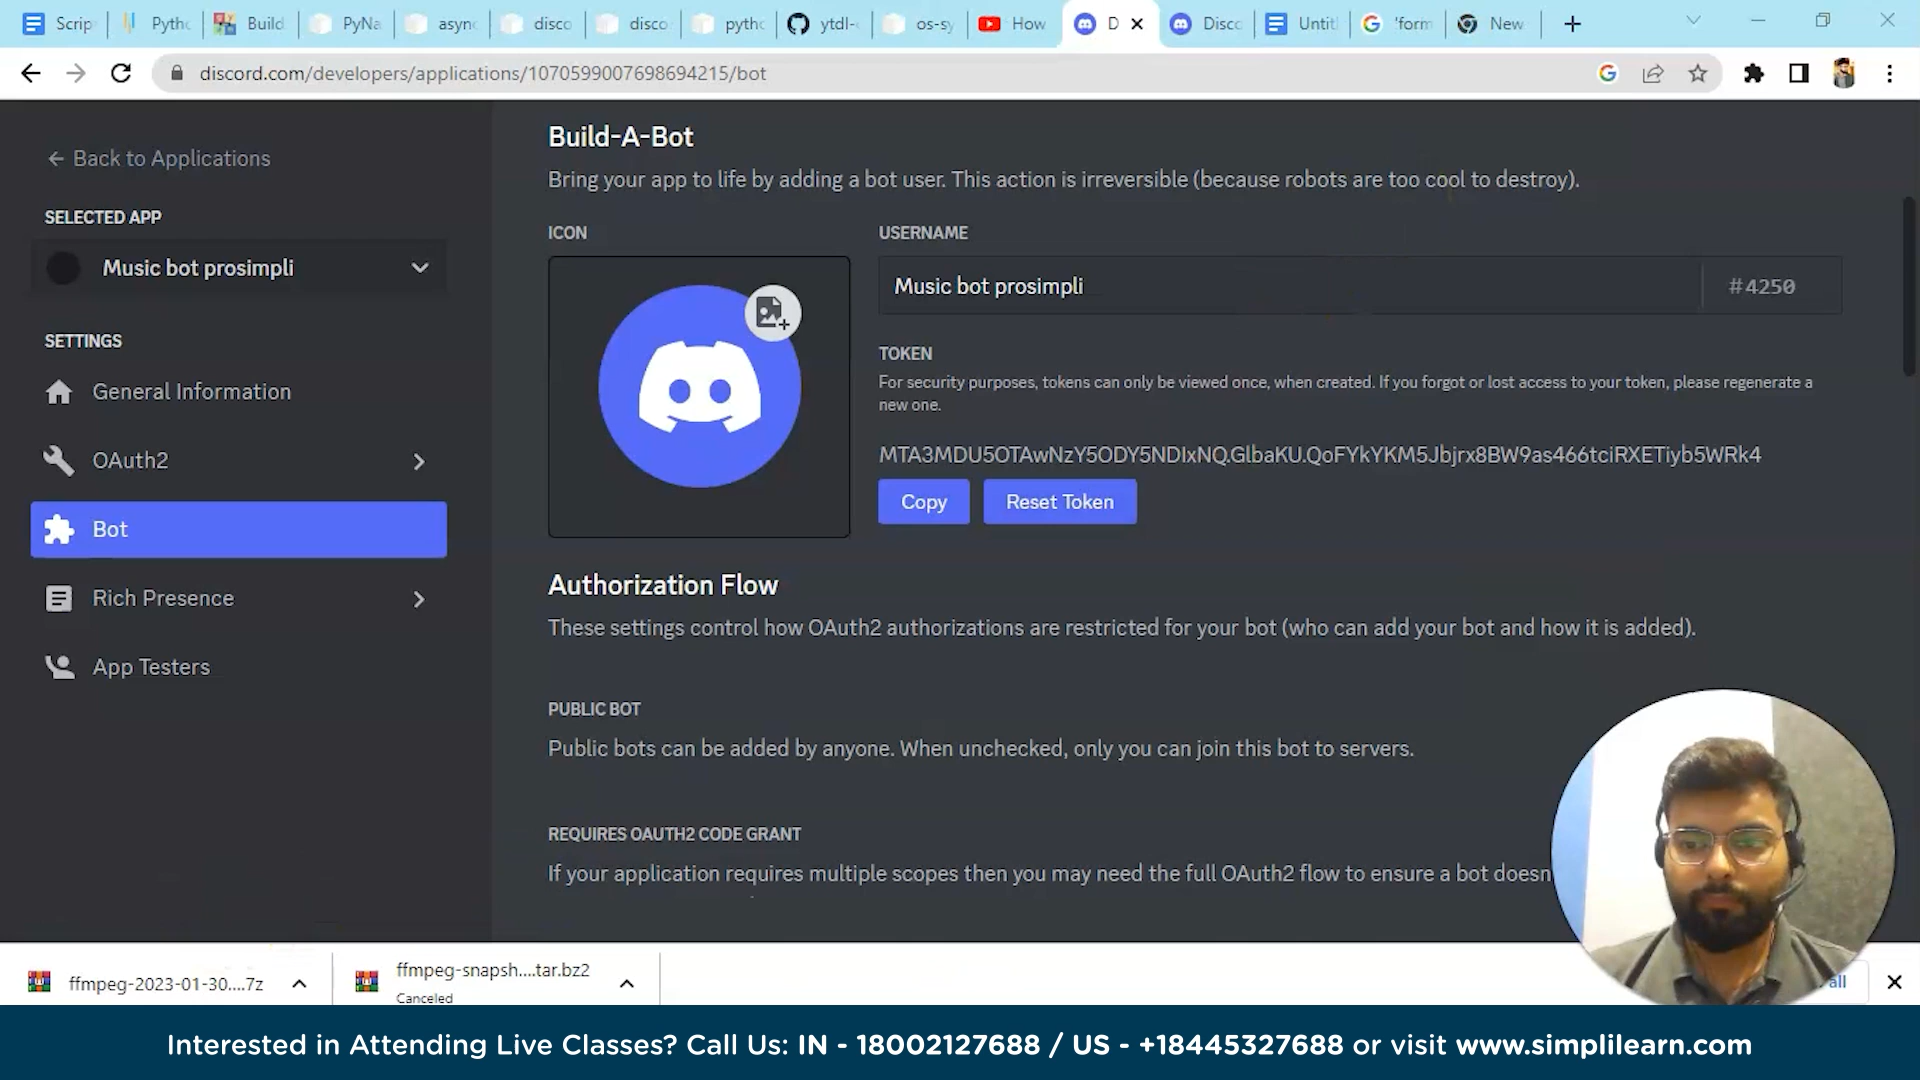 Scrip
Pythc
Build
PyNa
async
disco
disco
pythc
ytdl-
os-sy
How
D
Disco
Untitl
'form
New
discord.com/developers/applications/1070599007698694215/bot
← Back to Applications
SELECTED APP
Music bot prosimpli
SETTINGS
General Information
OAuth2
Bot
Rich Presence
App Testers
Build-A-Bot
Bring your app to life by adding a bot user. This action is irreversible (because robots are too cool to destroy).
ICON
USERNAME
Music bot prosimpli
#4250
TOKEN
For security purposes, tokens can only be viewed once, when created. If you forgot or lost access to your token, please regenerate a
new one.
MTA3MDU5OTAwNzY5ODY5NDIxNQ.GlbaKU.QoFYkYKM5Jbjrx8BW9as466tciRXETiyb5WRk4
Copy
Reset Token
Authorization Flow
These settings control how OAuth2 authorizations are restricted for your bot (who can add your bot and how it is added).
PUBLIC BOT
Public bots can be added by anyone. When unchecked, only you can join this bot to servers.
REQUIRES OAUTH2 CODE GRANT
If your application requires multiple scopes then you may need the full OAuth2 flow to ensure a bot doesn
ffmpeg-2023-01-30....7z
ffmpeg-snapsh....tar.bz2
Canceled
all
Interested in Attending Live Classes? Call Us: IN - 18002127688 / US - +18445327688 or visit www.simplilearn.com